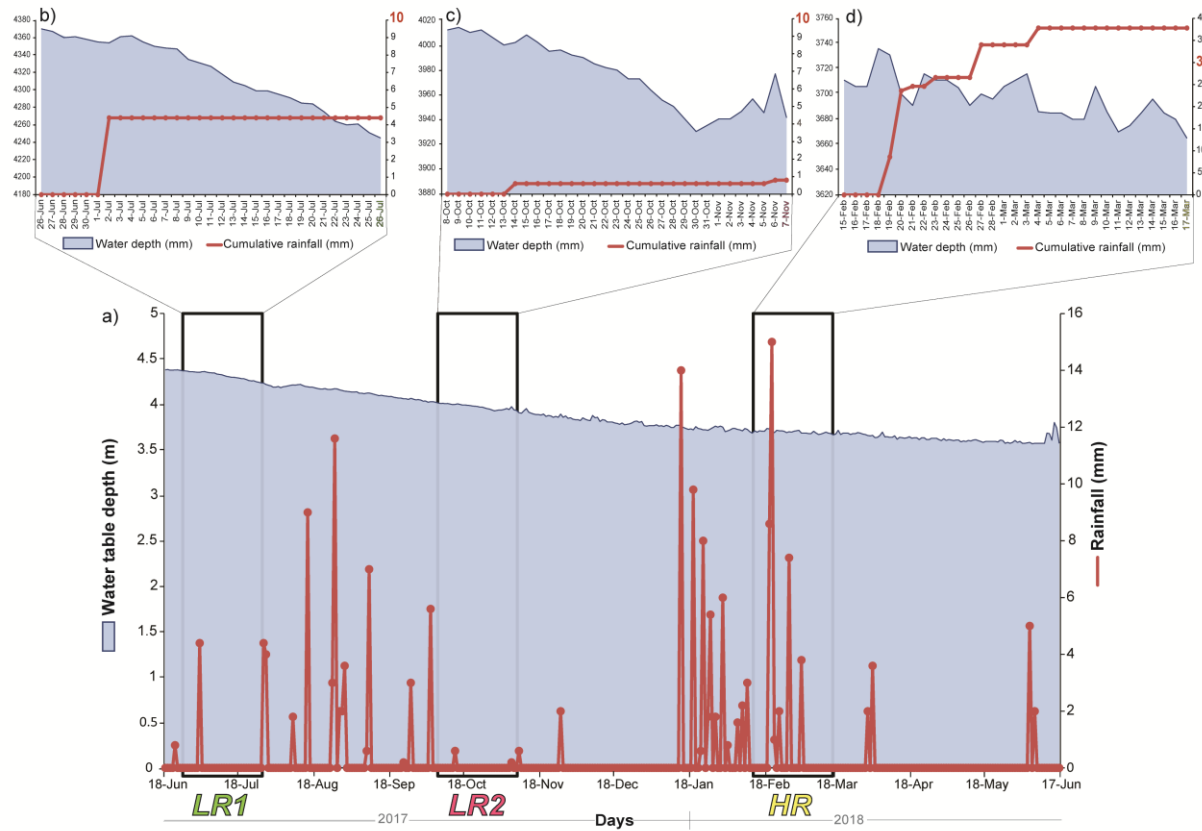 b)
c)
d)
4380
4360
4340
4320
4300
4280
4260
4240
4220
4200
4180
10
9
8
7
6
5
4
3
2
1
0
26-Jun
27-Jun
28-Jun
29-Jun
30-Jun
1-Jul
2-Jul
3-Jul
4-Jul
5-Jul
6-Jul
7-Jul
8-Jul
9-Jul
10-Jul
11-Jul
12-Jul
13-Jul
14-Jul
15-Jul
16-Jul
17-Jul
18-Jul
19-Jul
20-Jul
21-Jul
22-Jul
23-Jul
24-Jul
25-Jul
26-Jul
Water depth (mm) Cumulative rainfall (mm)
4020
4000
3980
3960
3940
3920
3900
3880
10
9
8
7
6
5
4
3
2
1
0
8-Oct
9-Oct
10-Oct
11-Oct
12-Oct
13-Oct
14-Oct
15-Oct
16-Oct
17-Oct
18-Oct
19-Oct
20-Oct
21-Oct
22-Oct
23-Oct
24-Oct
25-Oct
26-Oct
27-Oct
28-Oct
29-Oct
30-Oct
31-Oct
1-Nov
2-Nov
3-Nov
4-Nov
5-Nov
6-Nov
7-Nov
Water depth (mm) Cumulative rainfall (mm)
3760
3740
3720
3700
3680
3660
3640
3620
15-Feb
16-Feb
17-Feb
18-Feb
19-Feb
20-Feb
21-Feb
22-Feb
23-Feb
24-Feb
25-Feb
26-Feb
27-Feb
28-Feb
1-Mar
2-Mar
3-Mar
4-Mar
5-Mar
6-Mar
7-Mar
8-Mar
9-Mar
10-Mar
11-Mar
12-Mar
13-Mar
14-Mar
15-Mar
16-Mar
17-Mar
Water depth (mm) Cumulative rainfall (mm)
a)
5
4.5
4
3.5
3
2.5
2
1.5
1
0.5
0
Water table depth (m)
16
14
12
10
8
6
4
2
0
Rainfall (mm)
18-Jun 18-Jul 18-Aug 18-Sep 18-Oct 18-Nov 18-Dec 18-Jan 18-Feb 18-Mar 18-Apr 18-May 17-Jun
LR1 LR2 HR
2017 Days 2018